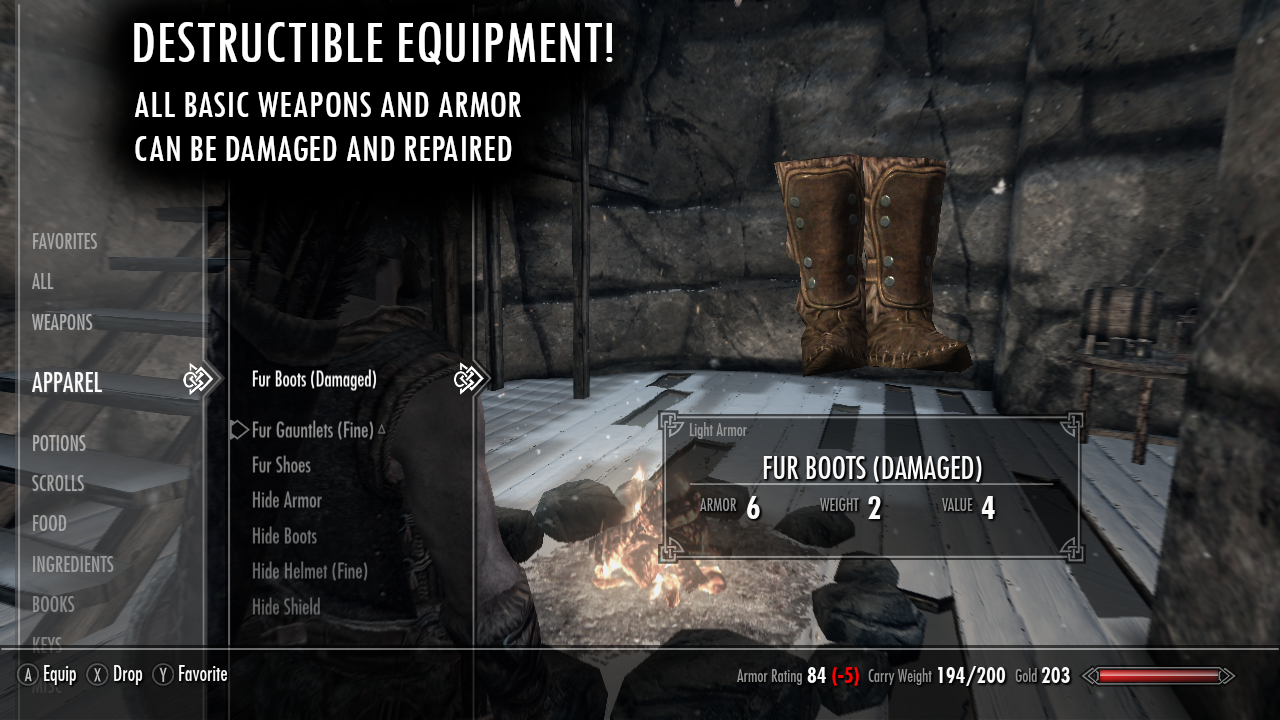 DESTRUCTIBLE EQUIPMENT!
ALL BASIC WEAPONS AND ARMOR
CAN BE DAMAGED AND REPAIRED
FAVORITES
ALL
WEAPONS
APPAREL
POTIONS
SCROLLS
FOOD
INGREDIENTS
BOOKS
KEYS
MISC
Fur Boots (Damaged)
Fur Gauntlets (Fine)
Fur Shoes
Hide Armor
Hide Boots
Hide Helmet (Fine)
Hide Shield
Light Armor
FUR BOOTS (DAMAGED)
ARMOR 6 WEIGHT 2 VALUE 4
A Equip X Drop Y Favorite
Armor Rating 84 (-5) Carry Weight 194/200 Gold 203